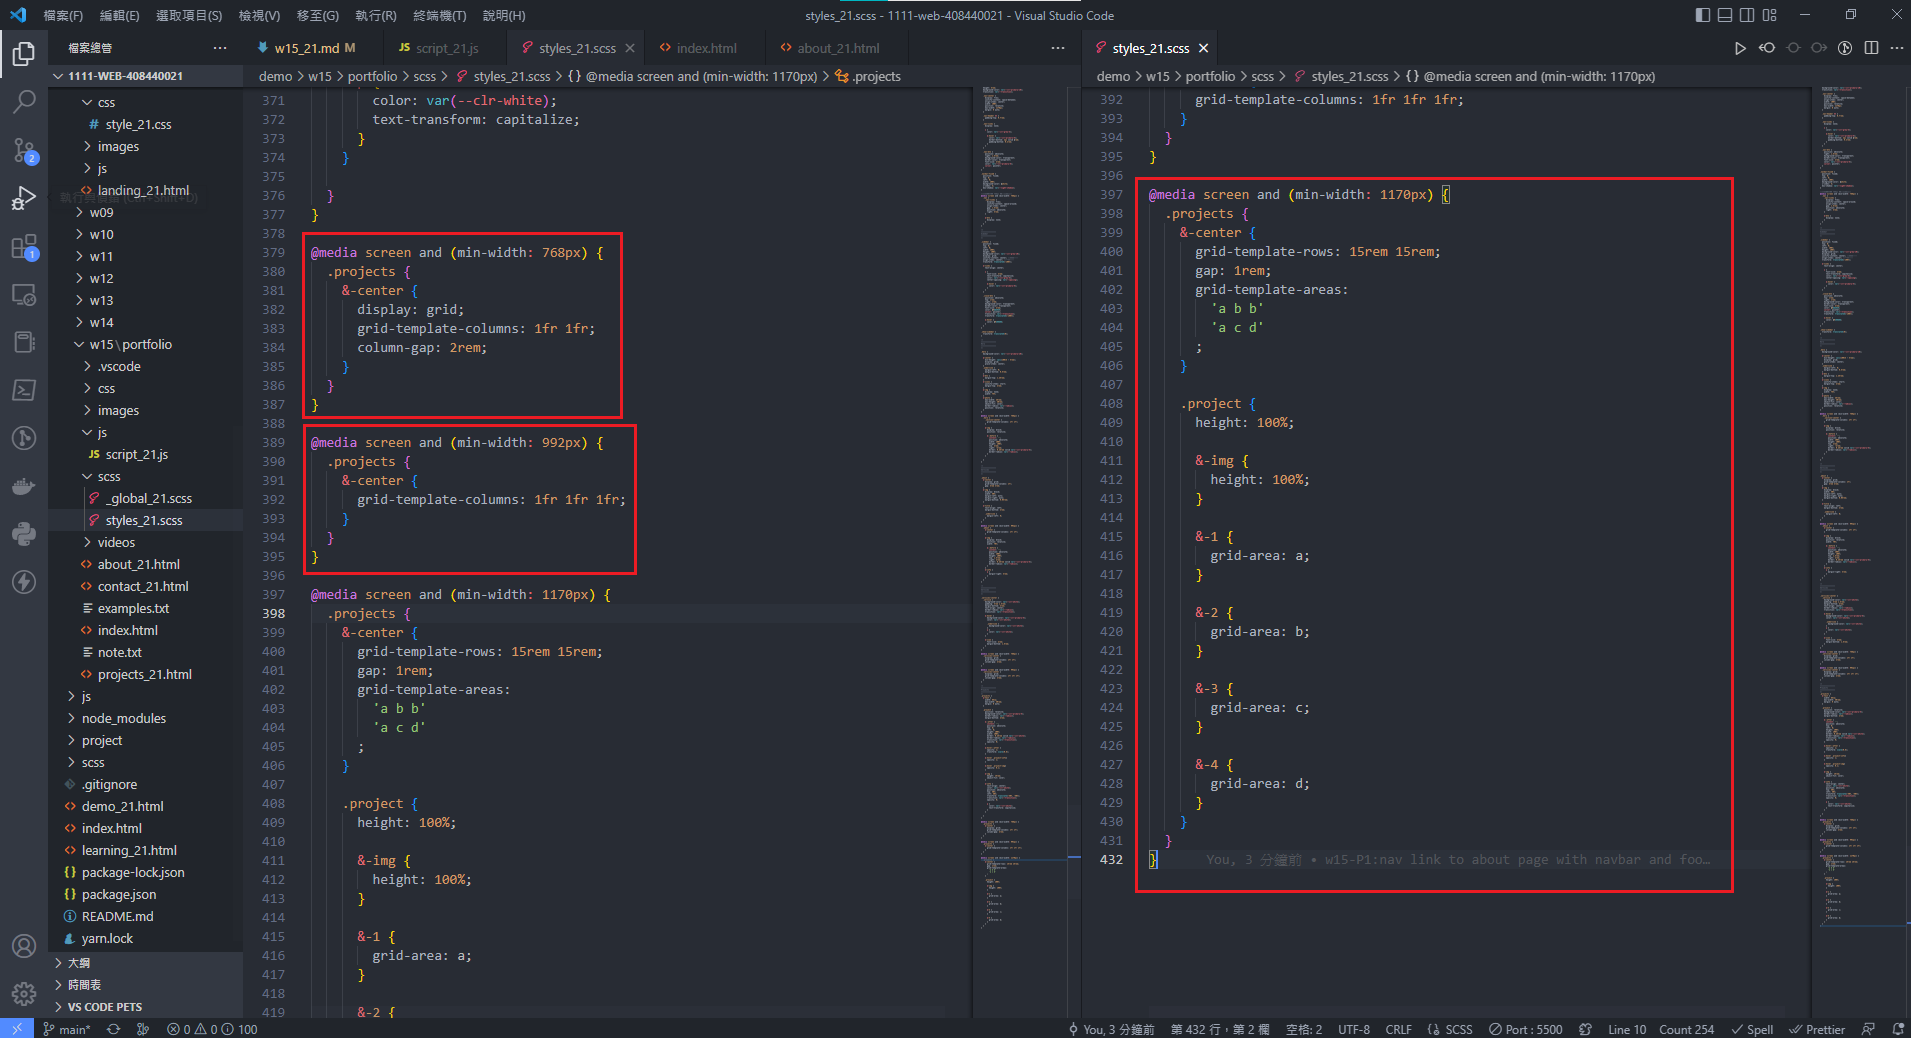 檔案(F) 編輯(E) 選取項目(S) 檢視(V) 移至(G) 執行(R) 終端機(T) 說明(H)
styles_21.scss - 1111-web-408440021 - Visual Studio Code
檔案總管
1111-WEB-408440021
css
# style_21.css
images
js
landing_21.html
執行與偵錯 (Ctrl+Shift+D)
w09
w10
w11
w12
w13
w14
w15\portfolio
.vscode
css
images
js
JS script_21.js
scss
_global_21.scss
styles_21.scss
videos
about_21.html
contact_21.html
examples.txt
index.html
note.txt
projects_21.html
js
node_modules
project
scss
.gitignore
demo_21.html
index.html
learning_21.html
package-lock.json
package.json
README.md
yarn.lock
大綱
時間表
VS CODE PETS
2
1
w15_21.md M
JS script_21.js
styles_21.scss
index.html
about_21.html
demo > w15 > portfolio > scss > styles_21.scss > {} @media screen and (min-width: 1170px) > .projects
371 color: var(--clr-white);
372 text-transform: capitalize;
373 }
374 }
375
376 }
377 }
378
379 @media screen and (min-width: 768px) {
380 .projects {
381 &-center {
382 display: grid;
383 grid-template-columns: 1fr 1fr;
384 column-gap: 2rem;
385 }
386 }
387 }
388
389 @media screen and (min-width: 992px) {
390 .projects {
391 &-center {
392 grid-template-columns: 1fr 1fr 1fr;
393 }
394 }
395 }
396
397 @media screen and (min-width: 1170px) {
398 .projects {
399 &-center {
400 grid-template-rows: 15rem 15rem;
401 gap: 1rem;
402 grid-template-areas:
403 'a b b'
404 'a c d'
405 ;
406 }
407
408 .project {
409 height: 100%;
410
411 &-img {
412 height: 100%;
413 }
414
415 &-1 {
416 grid-area: a;
417 }
418
419 &-2 {
styles_21.scss
demo > w15 > portfolio > scss > styles_21.scss > {} @media screen and (min-width: 1170px)
392 grid-template-columns: 1fr 1fr 1fr;
393 }
394 }
395 }
396
397 @media screen and (min-width: 1170px) {
398 .projects {
399 &-center {
400 grid-template-rows: 15rem 15rem;
401 gap: 1rem;
402 grid-template-areas:
403 'a b b'
404 'a c d'
405 ;
406 }
407
408 .project {
409 height: 100%;
410
411 &-img {
412 height: 100%;
413 }
414
415 &-1 {
416 grid-area: a;
417 }
418
419 &-2 {
420 grid-area: b;
421 }
422
423 &-3 {
424 grid-area: c;
425 }
426
427 &-4 {
428 grid-area: d;
429 }
430 }
431 }
432 } You, 3 分鐘前 • w15-P1:nav link to about page with navbar and foo…
main* 0 0 100 You, 3 分鐘前 第 432 行，第 2 欄 空格: 2 UTF-8 CRLF SCSS Port : 5500 Line 10 Count 254 Spell Prettier